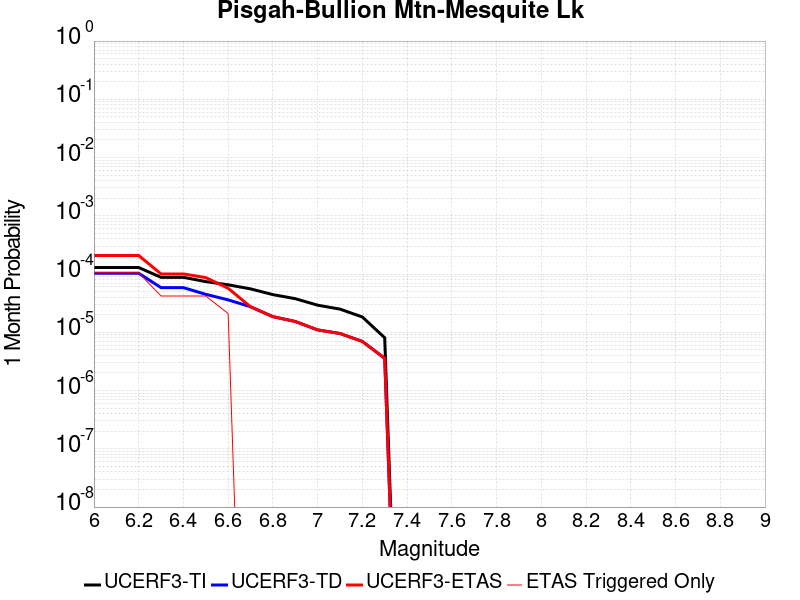 Pisgah-Bullion Mtn-Mesquite Lk
10^0
10^-1
10^-2
10^-3
10^-4
10^-5
10^-6
10^-7
10^-8
1 Month Probability
6 6.2 6.4 6.6 6.8 7 7.2 7.4 7.6 7.8 8 8.2 8.4 8.6 8.8 9
Magnitude
UCERF3-TI UCERF3-TD UCERF3-ETAS ETAS Triggered Only